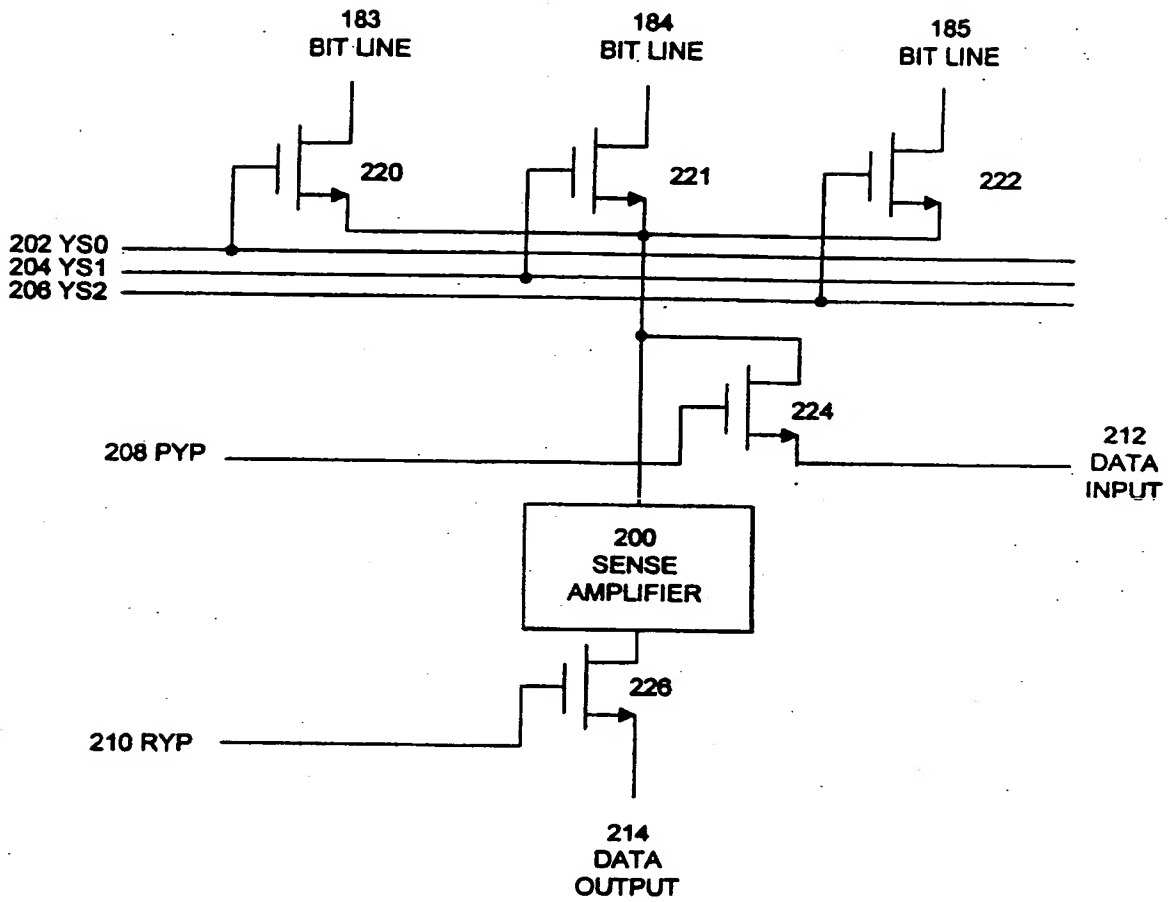 183
BIT LINE
184
BIT LINE
185
BIT LINE
220
221
222
202 YS0
204 YS1
206 YS2
224
208 PYP
212
DATA
INPUT
200
SENSE
AMPLIFIER
226
210 RYP
214
DATA
OUTPUT